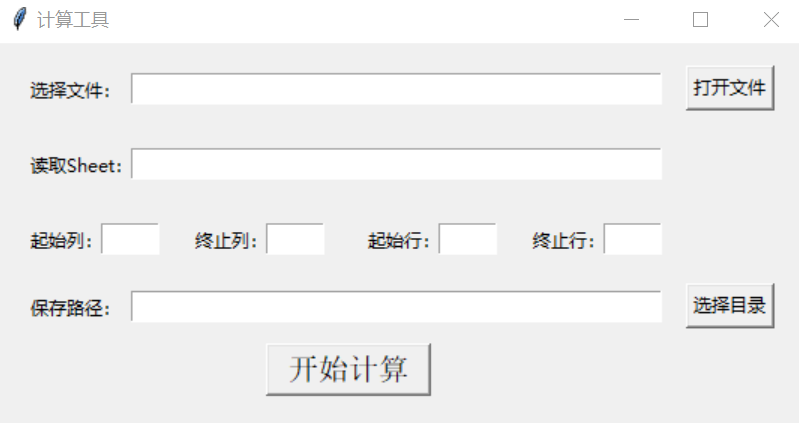 计算工具
选择文件： 打开文件
读取Sheet：
起始列： 终止列： 起始行： 终止行：
保存路径： 选择目录
开始计算